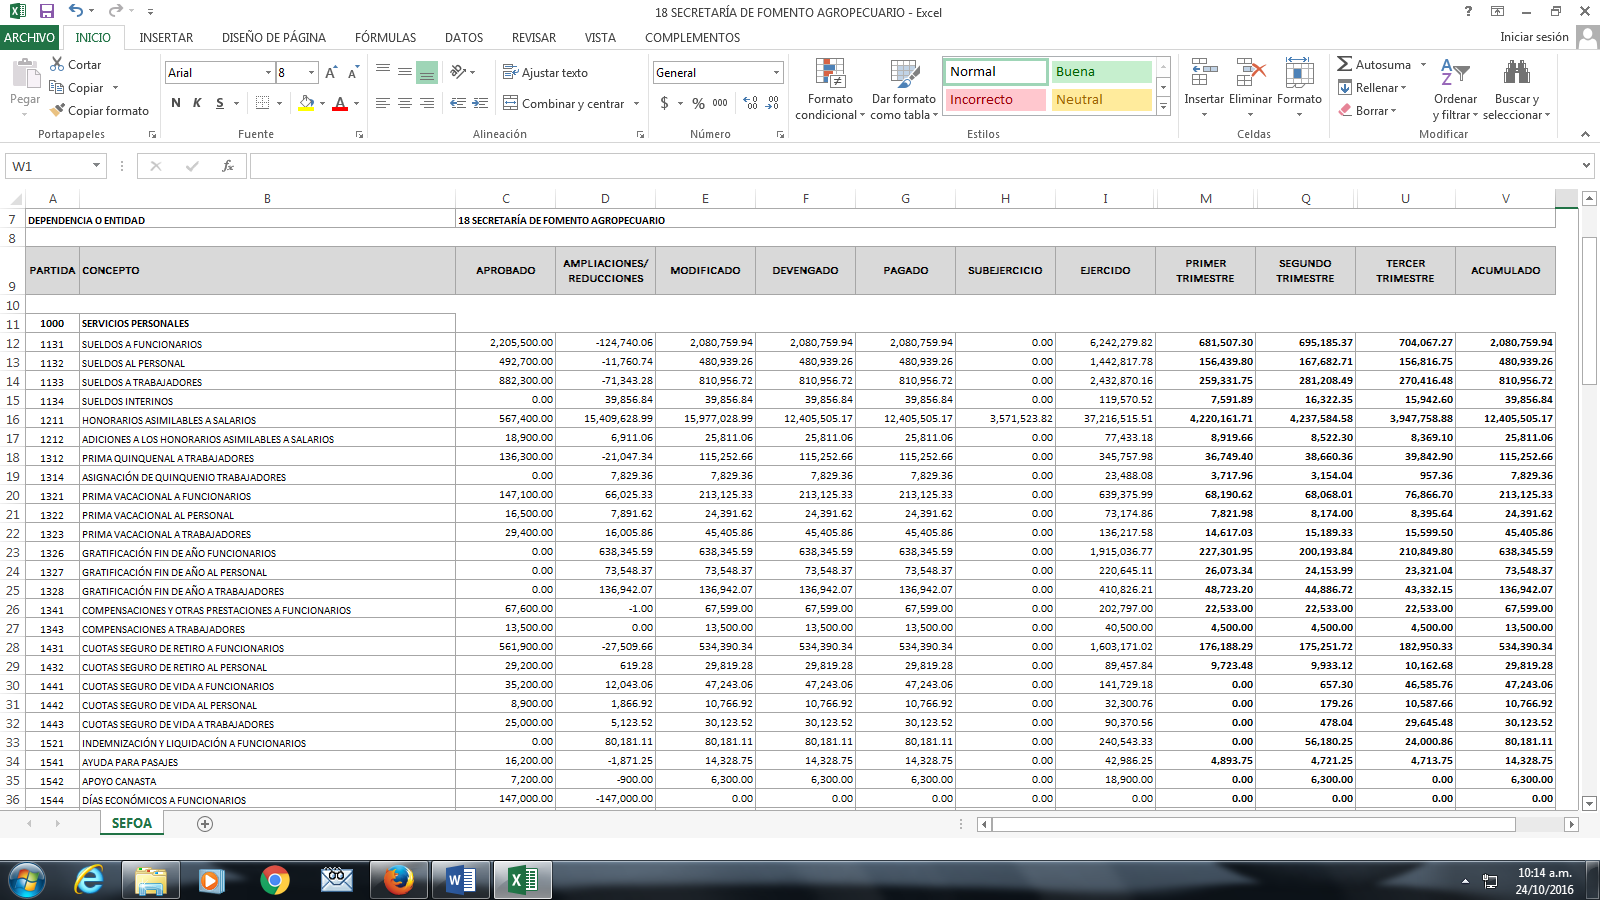 18 SECRETARÍA DE FOMENTO AGROPECUARIO - Excel
ARCHIVO INICIO INSERTAR DISEÑO DE PÁGINA FÓRMULAS DATOS REVISAR VISTA COMPLEMENTOS Iniciar sesión
Pegar
Cortar
Copiar
Copiar formato
Portapapeles
Arial 8
N K S
Fuente
Ajustar texto
Combinar y centrar
Alineación
General
$ % 000
Número
Formato condicional
Dar formato como tabla
Normal Buena
Incorrecto Neutral
Estilos
Insertar Eliminar Formato
Celdas
Autosuma
Rellenar
Borrar
Ordenar y filtrar
Buscar y seleccionar
Modificar
W1 fx
A B C D E F G H I M Q U V
7 DEPENDENCIA O ENTIDAD 18 SECRETARÍA DE FOMENTO AGROPECUARIO
8
9 PARTIDA CONCEPTO APROBADO AMPLIACIONES/ REDUCCIONES MODIFICADO DEVENGADO PAGADO SUBEJERCICIO EJERCIDO PRIMER TRIMESTRE SEGUNDO TRIMESTRE TERCER TRIMESTRE ACUMULADO
10
11 1000 SERVICIOS PERSONALES
12 1131 SUELDOS A FUNCIONARIOS 2,205,500.00 -124,740.06 2,080,759.94 2,080,759.94 2,080,759.94 0.00 6,242,279.82 681,507.30 695,185.37 704,067.27 2,080,759.94
13 1132 SUELDOS AL PERSONAL 492,700.00 -11,760.74 480,939.26 480,939.26 480,939.26 0.00 1,442,817.78 156,439.80 167,682.71 156,816.75 480,939.26
14 1133 SUELDOS A TRABAJADORES 882,300.00 -71,343.28 810,956.72 810,956.72 810,956.72 0.00 2,432,870.16 259,331.75 281,208.49 270,416.48 810,956.72
15 1134 SUELDOS INTERINOS 0.00 39,856.84 39,856.84 39,856.84 39,856.84 0.00 119,570.52 7,591.89 16,322.35 15,942.60 39,856.84
16 1211 HONORARIOS ASIMILABLES A SALARIOS 567,400.00 15,409,628.99 15,977,028.99 12,405,505.17 12,405,505.17 3,571,523.82 37,216,515.51 4,220,161.71 4,237,584.58 3,947,758.88 12,405,505.17
17 1212 ADICIONES A LOS HONORARIOS ASIMILABLES A SALARIOS 18,900.00 6,911.06 25,811.06 25,811.06 25,811.06 0.00 77,433.18 8,919.66 8,522.30 8,369.10 25,811.06
18 1312 PRIMA QUINQUENAL A TRABAJADORES 136,300.00 -21,047.34 115,252.66 115,252.66 115,252.66 0.00 345,757.98 36,749.40 38,660.36 39,842.90 115,252.66
19 1314 ASIGNACIÓN DE QUINQUENIO TRABAJADORES 0.00 7,829.36 7,829.36 7,829.36 7,829.36 0.00 23,488.08 3,717.96 3,154.04 957.36 7,829.36
20 1321 PRIMA VACACIONAL A FUNCIONARIOS 147,100.00 66,025.33 213,125.33 213,125.33 213,125.33 0.00 639,375.99 68,190.62 68,068.01 76,866.70 213,125.33
21 1322 PRIMA VACACIONAL AL PERSONAL 16,500.00 7,891.62 24,391.62 24,391.62 24,391.62 0.00 73,174.86 7,821.98 8,174.00 8,395.64 24,391.62
22 1323 PRIMA VACACIONAL A TRABAJADORES 29,400.00 16,005.86 45,405.86 45,405.86 45,405.86 0.00 136,217.58 14,617.03 15,189.33 15,599.50 45,405.86
23 1326 GRATIFICACIÓN FIN DE AÑO FUNCIONARIOS 0.00 638,345.59 638,345.59 638,345.59 638,345.59 0.00 1,915,036.77 227,301.95 200,193.84 210,849.80 638,345.59
24 1327 GRATIFICACIÓN FIN DE AÑO AL PERSONAL 0.00 73,548.37 73,548.37 73,548.37 73,548.37 0.00 220,645.11 26,073.34 24,153.99 23,321.04 73,548.37
25 1328 GRATIFICACIÓN FIN DE AÑO A TRABAJADORES 0.00 136,942.07 136,942.07 136,942.07 136,942.07 0.00 410,826.21 48,723.20 44,886.72 43,332.15 136,942.07
26 1341 COMPENSACIONES Y OTRAS PRESTACIONES A FUNCIONARIOS 67,600.00 -1.00 67,599.00 67,599.00 67,599.00 0.00 202,797.00 22,533.00 22,533.00 22,533.00 67,599.00
27 1343 COMPENSACIONES A TRABAJADORES 13,500.00 0.00 13,500.00 13,500.00 13,500.00 0.00 40,500.00 4,500.00 4,500.00 4,500.00 13,500.00
28 1431 CUOTAS SEGURO DE RETIRO A FUNCIONARIOS 561,900.00 -27,509.66 534,390.34 534,390.34 534,390.34 0.00 1,603,171.02 176,188.29 175,251.72 182,950.33 534,390.34
29 1432 CUOTAS SEGURO DE RETIRO AL PERSONAL 29,200.00 619.28 29,819.28 29,819.28 29,819.28 0.00 89,457.84 9,723.48 9,933.12 10,162.68 29,819.28
30 1441 CUOTAS SEGURO DE VIDA A FUNCIONARIOS 35,200.00 12,043.06 47,243.06 47,243.06 47,243.06 0.00 141,729.18 0.00 657.30 46,585.76 47,243.06
31 1442 CUOTAS SEGURO DE VIDA AL PERSONAL 8,900.00 1,866.92 10,766.92 10,766.92 10,766.92 0.00 32,300.76 0.00 179.26 10,587.66 10,766.92
32 1443 CUOTAS SEGURO DE VIDA A TRABAJADORES 25,000.00 5,123.52 30,123.52 30,123.52 30,123.52 0.00 90,370.56 0.00 478.04 29,645.48 30,123.52
33 1521 INDEMNIZACIÓN Y LIQUIDACIÓN A FUNCIONARIOS 0.00 80,181.11 80,181.11 80,181.11 80,181.11 0.00 240,543.33 0.00 56,180.25 24,000.86 80,181.11
34 1541 AYUDA PARA PASAJES 16,200.00 -1,871.25 14,328.75 14,328.75 14,328.75 0.00 42,986.25 4,893.75 4,721.25 4,713.75 14,328.75
35 1542 APOYO CANASTA 7,200.00 -900.00 6,300.00 6,300.00 6,300.00 0.00 18,900.00 0.00 6,300.00 0.00 6,300.00
36 1544 DÍAS ECONÓMICOS A FUNCIONARIOS 147,000.00 -147,000.00 0.00 0.00 0.00 0.00 0.00 0.00 0.00 0.00 0.00
SEFOA
10:14 a.m.
24/10/2016